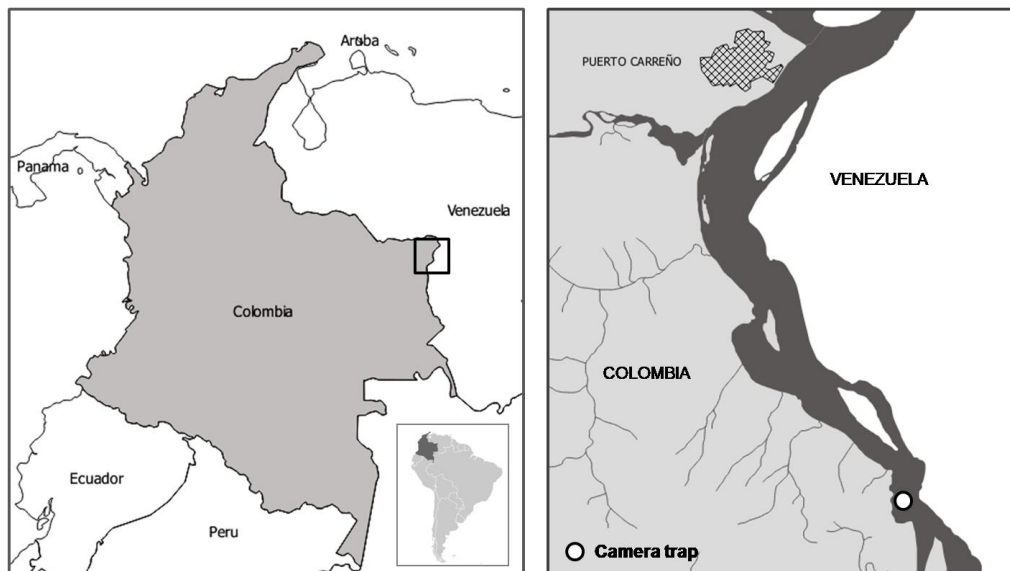 Aruba
Panama
Venezuela
Colombia
Ecuador
Peru
PUERTO CARREÑO
VENEZUELA
COLOMBIA
Camera trap